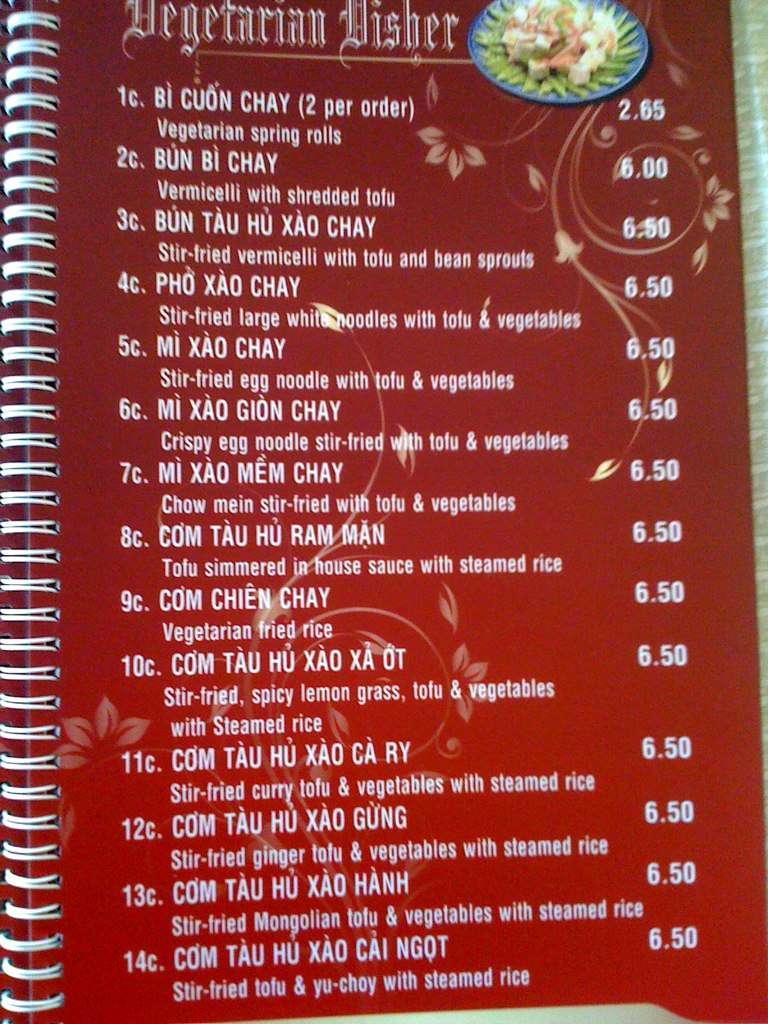 Vegetarian Disher
1c. BÌ CUỐN CHAY (2 per order) 2.65
Vegetarian spring rolls
2c. BÚN BÌ CHAY 6.00
Vermicelli with shredded tofu
3c. BÚN TÀU HỦ XÀO CHAY 6.50
Stir-fried vermicelli with tofu and bean sprouts
4c. PHỞ XÀO CHAY 6.50
Stir-fried large white noodles with tofu & vegetables
5c. MÌ XÀO CHAY 6.50
Stir-fried egg noodle with tofu & vegetables
6c. MÌ XÀO GIÒN CHAY 6.50
Crispy egg noodle stir-fried with tofu & vegetables
7c. MÌ XÀO MỀM CHAY 6.50
Chow mein stir-fried with tofu & vegetables
8c. CƠM TÀU HỦ RAM MẶN 6.50
Tofu simmered in house sauce with steamed rice
9c. CƠM CHIÊN CHAY 6.50
Vegetarian fried rice
10c. CƠM TÀU HỦ XÀO XẢ ỚT 6.50
Stir-fried, spicy lemon grass, tofu & vegetables
with Steamed rice
11c. CƠM TÀU HỦ XÀO CÀ RY 6.50
Stir-fried curry tofu & vegetables with steamed rice
12c. CƠM TÀU HỦ XÀO GỪNG 6.50
Stir-fried ginger tofu & vegetables with steamed rice
13c. CƠM TÀU HỦ XÀO HÀNH 6.50
Stir-fried Mongolian tofu & vegetables with steamed rice
14c. CƠM TÀU HỦ XÀO CẢI NGỌT 6.50
Stir-fried tofu & yu-choy with steamed rice